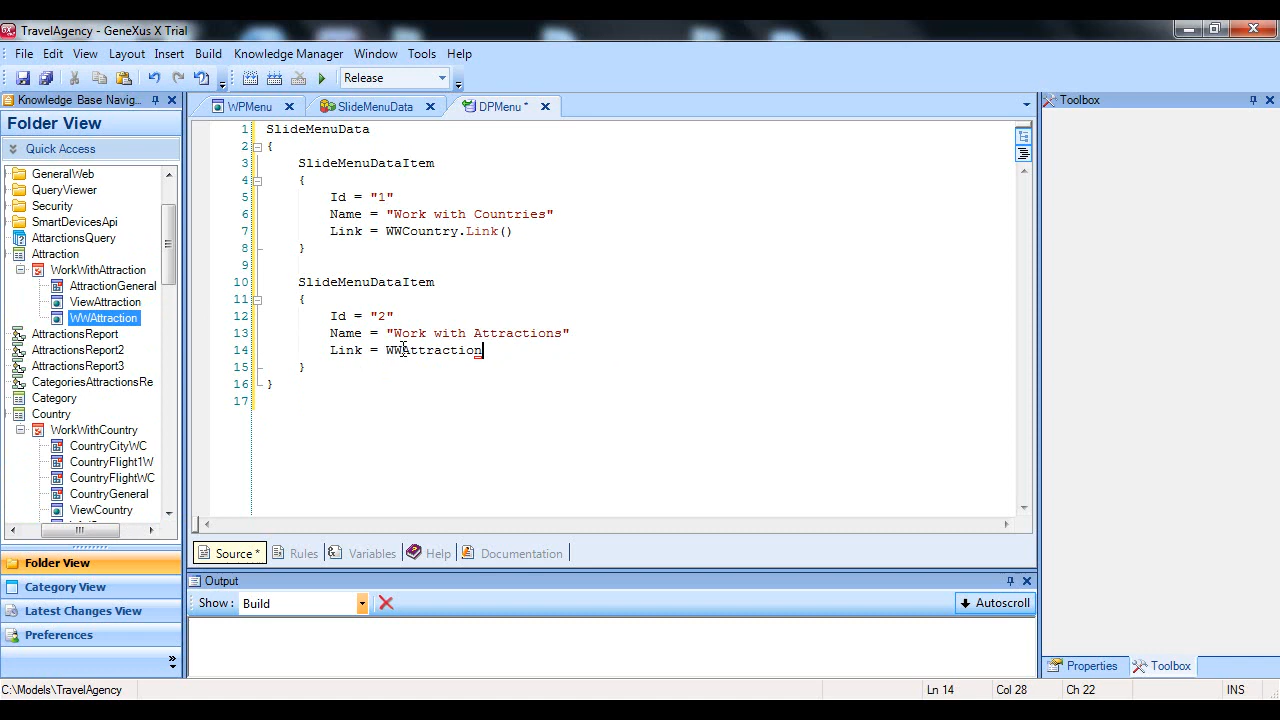 TravelAgency - GeneXus X Trial
File Edit View Layout Insert Build Knowledge Manager Window Tools Help
Release
Knowledge Base Navig...
WPMenu SlideMenuData DPMenu *
Toolbox
Folder View
Quick Access
GeneralWeb
QueryViewer
Security
SmartDevicesApi
AttarctionsQuery
Attraction
WorkWithAttraction
AttractionGeneral
ViewAttraction
WWAttraction
AttractionsReport
AttractionsReport2
AttractionsReport3
CategoriesAttractionsRe
Category
Country
WorkWithCountry
CountryCityWC
CountryFlight1W
CountryFlightWC
CountryGeneral
ViewCountry
1 SlideMenuData
2 {
3 SlideMenuDataItem
4 {
5 Id = "1"
6 Name = "Work with Countries"
7 Link = WWCountry.Link()
8 }
9
10 SlideMenuDataItem
11 {
12 Id = "2"
13 Name = "Work with Attractions"
14 Link = WWAttraction
15 }
16 }
17
Source * Rules Variables Help Documentation
Folder View
Category View
Latest Changes View
Preferences
Output
Show: Build Autoscroll
Properties Toolbox
C:\Models\TravelAgency Ln 14 Col 28 Ch 22 INS